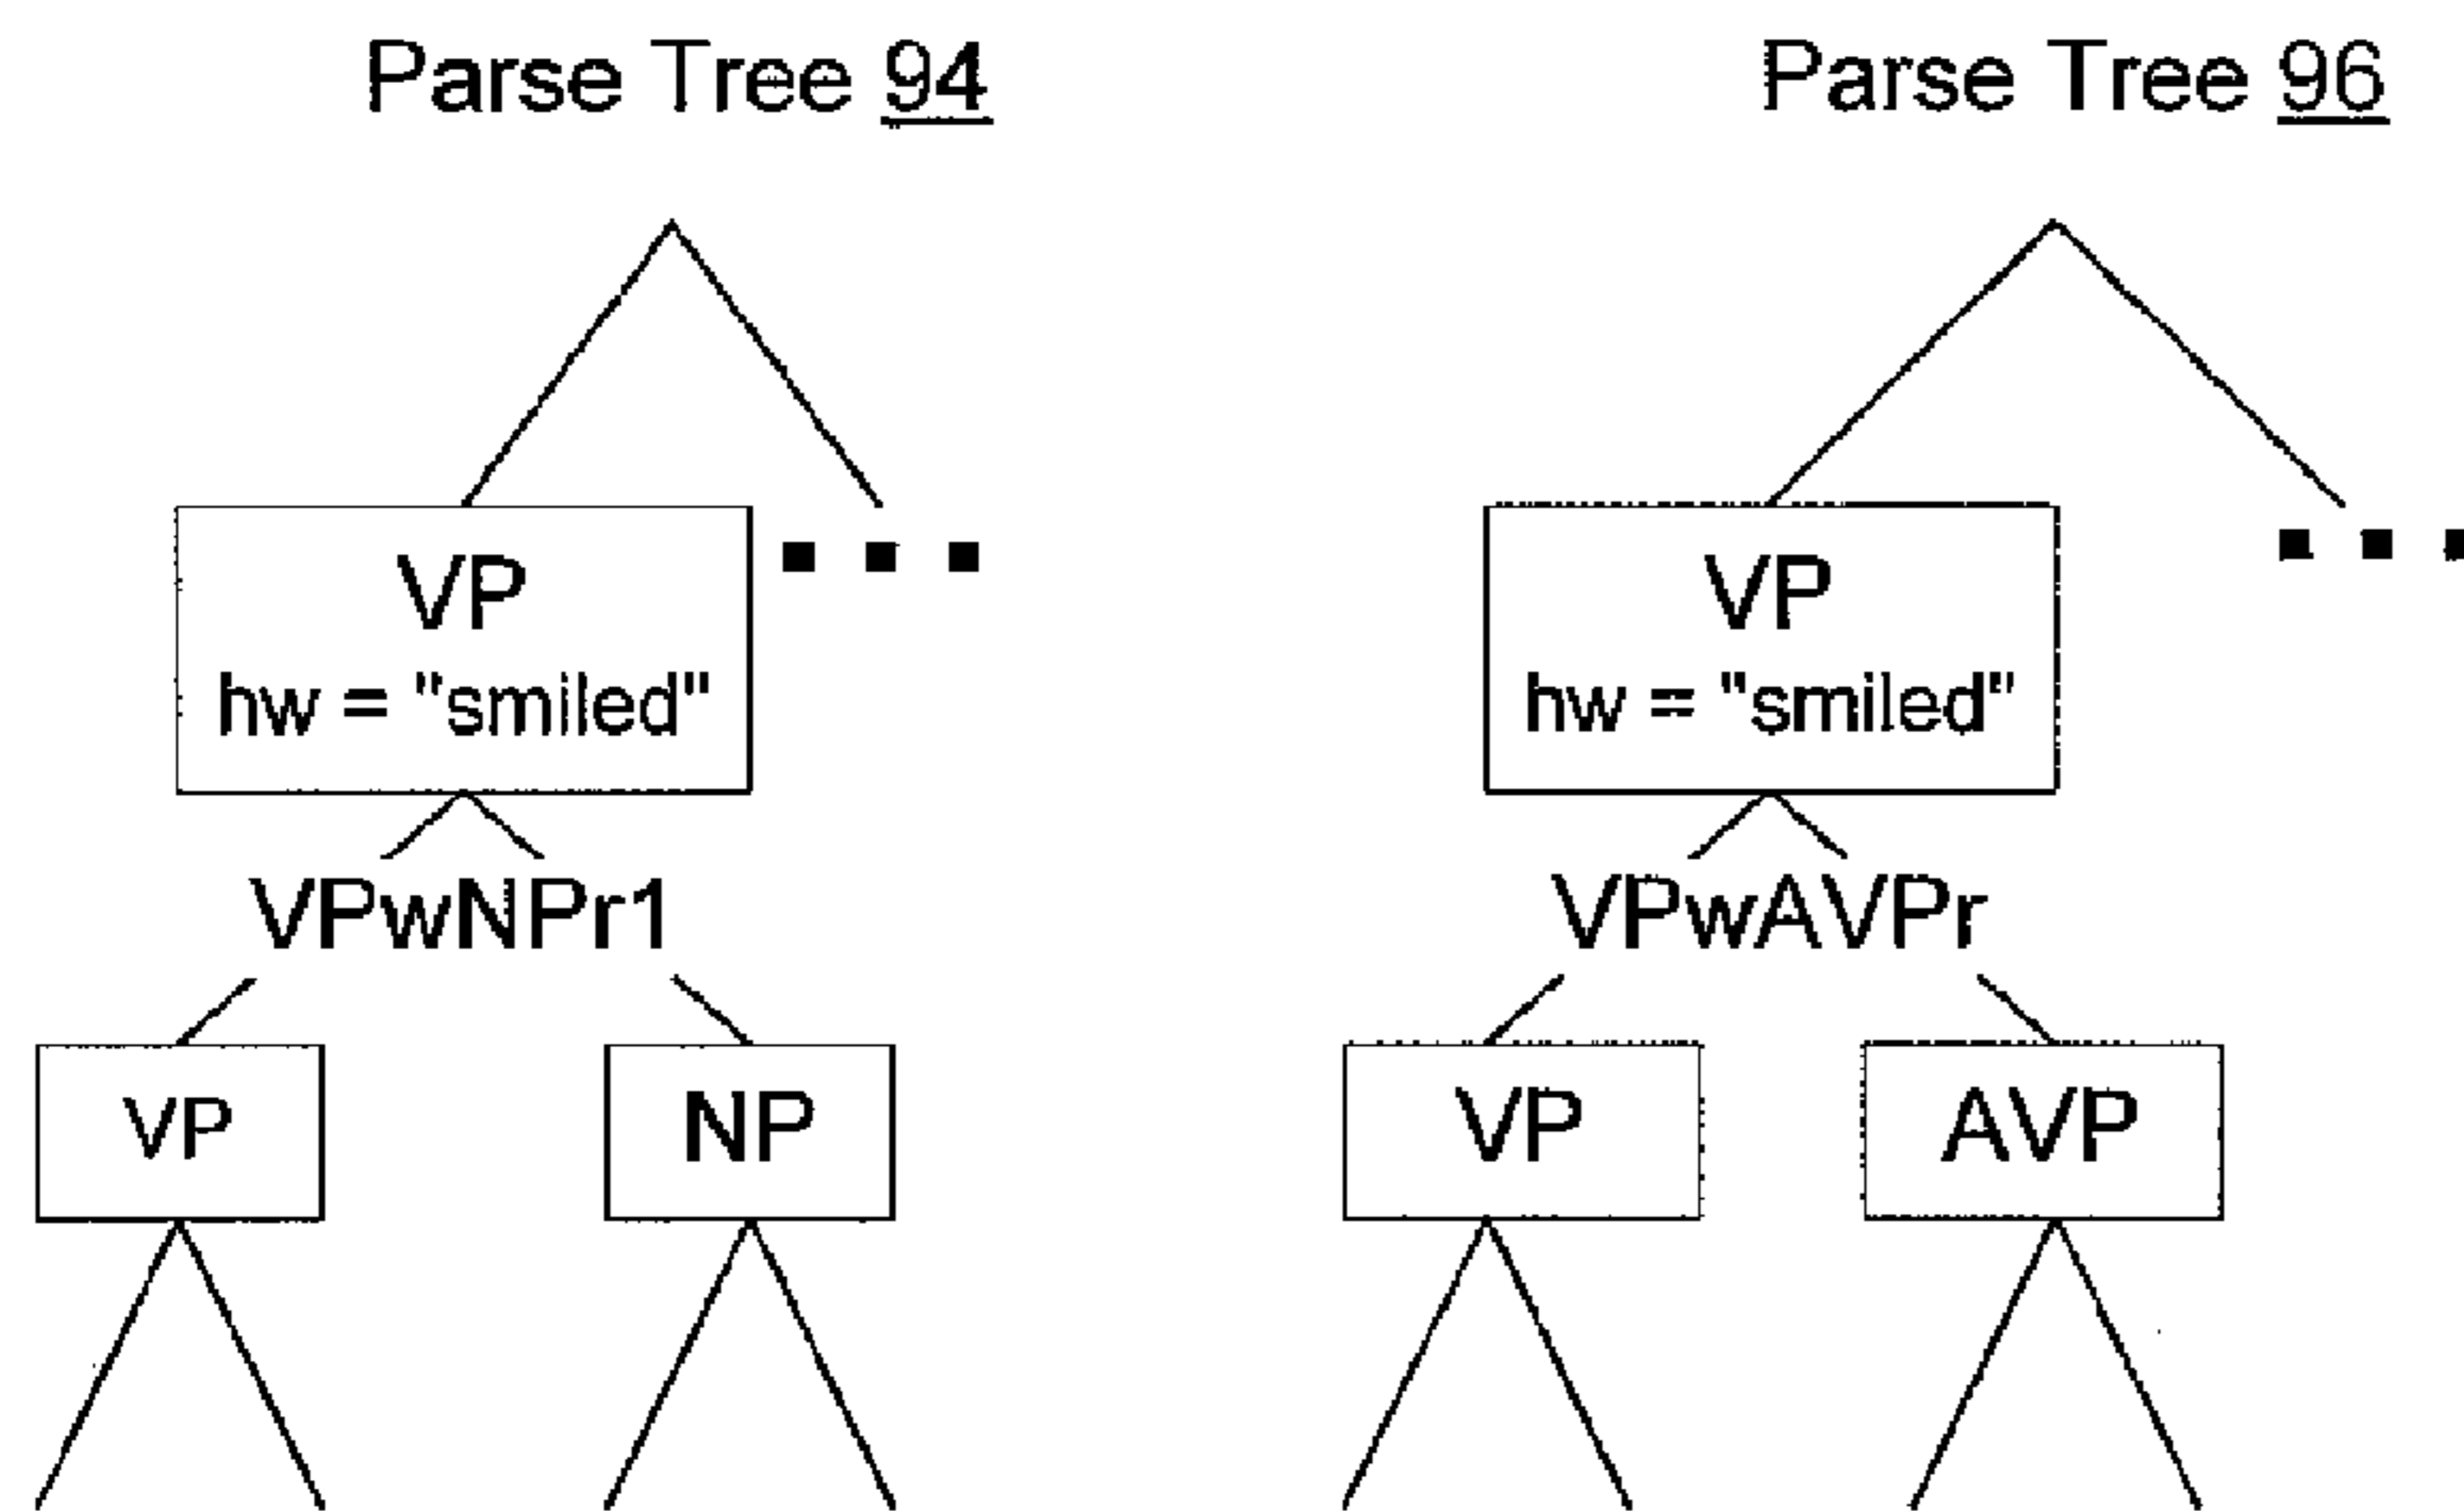 Parse Tree 94
Parse Tree 96
VP
hw = "smiled"
VP
hw = "smiled"
VPwNPr1
VPwAVPr
VP
NP
VP
AVP